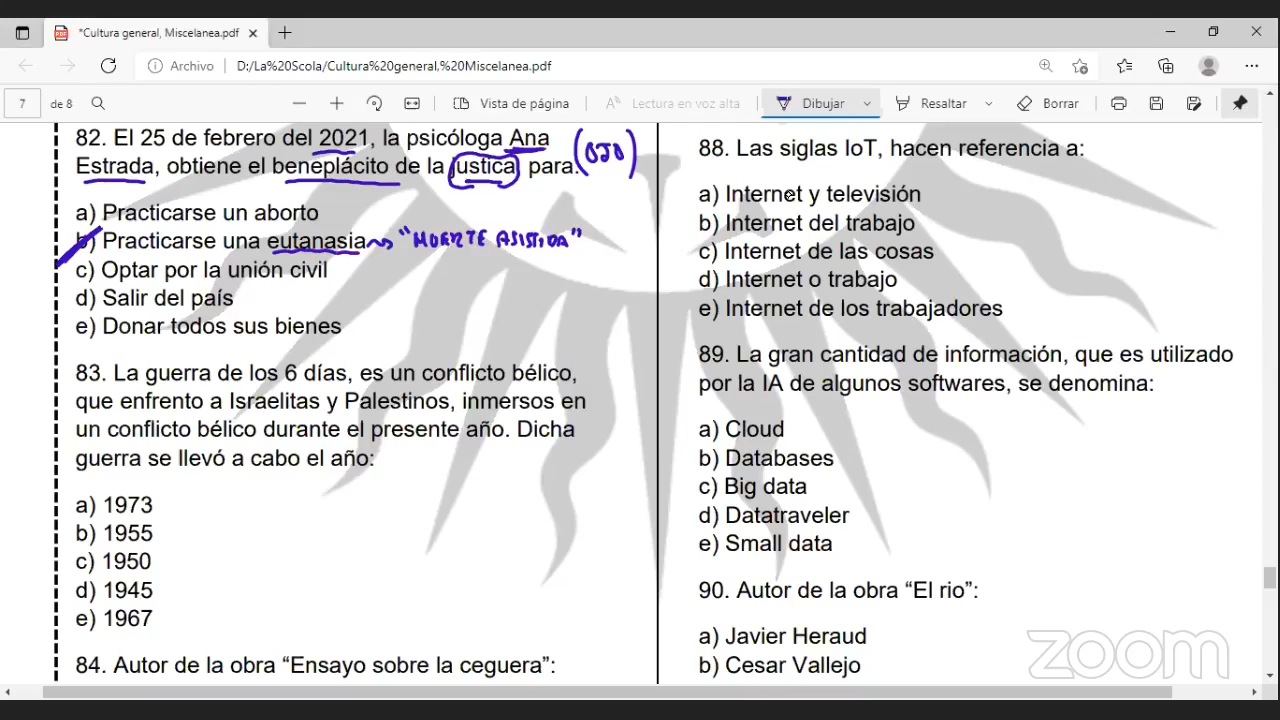 *Cultura general, Miscelanea.pdf
Archivo
D:/La%20Scola/Cultura%20general,%20Miscelanea.pdf
7
de 8
Vista de página
Lectura en voz alta
Dibujar
Resaltar
Borrar
82. El 25 de febrero del 2021, la psicóloga Ana
Estrada, obtiene el beneplácito de la justica para:
(OJO)
a) Practicarse un aborto
b) Practicarse una eutanasia "MUERTE ASISTIDA"
c) Optar por la unión civil
d) Salir del país
e) Donar todos sus bienes
83. La guerra de los 6 días, es un conflicto bélico,
que enfrento a Israelitas y Palestinos, inmersos en
un conflicto bélico durante el presente año. Dicha
guerra se llevó a cabo el año:
a) 1973
b) 1955
c) 1950
d) 1945
e) 1967
84. Autor de la obra “Ensayo sobre la ceguera”:
88. Las siglas IoT, hacen referencia a:
a) Internet y televisión
b) Internet del trabajo
c) Internet de las cosas
d) Internet o trabajo
e) Internet de los trabajadores
89. La gran cantidad de información, que es utilizado
por la IA de algunos softwares, se denomina:
a) Cloud
b) Databases
c) Big data
d) Datatraveler
e) Small data
90. Autor de la obra “El rio”:
a) Javier Heraud
b) Cesar Vallejo
zoom